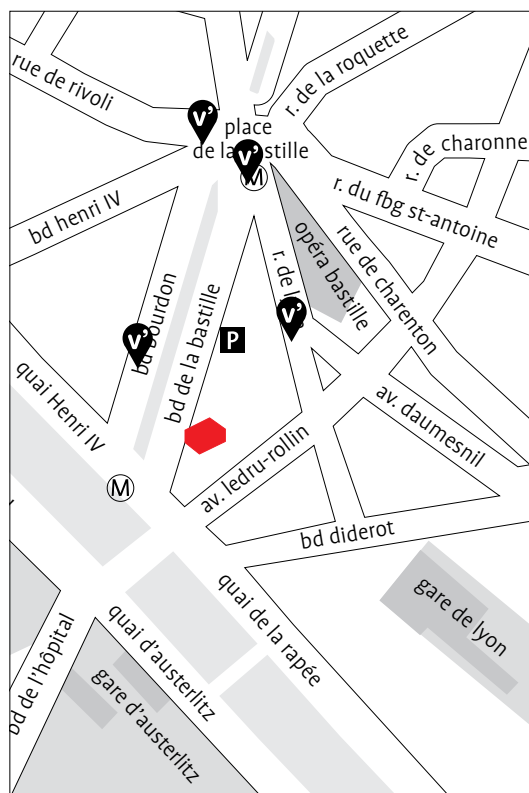 rue de rivoli
r. de la roquette
v'
place
de la bastille
v'
M
r. de charonne
r. du fbg st-antoine
bd henri IV
opéra bastille
rue de charenton
r. de
v'
v'
bd bourdon
bd de la bastille
P
quai Henri IV
av. daumesnil
av. ledru-rollin
M
bd diderot
gare de lyon
quai de la rapée
quai d'austerlitz
bd de l'hôpital
gare d'austerlitz